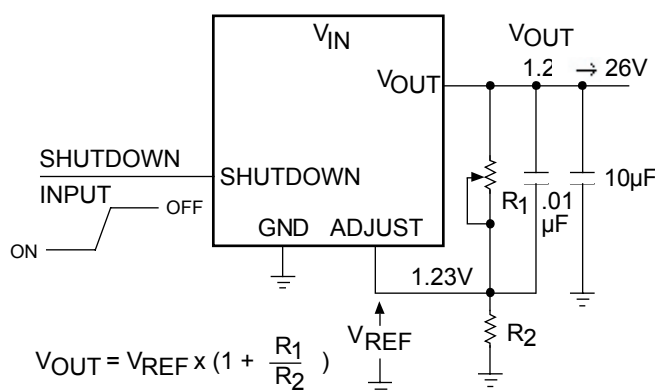 VIN
VOUT
VOUT
1.2 → 26V
SHUTDOWN
INPUT
SHUTDOWN
OFF
ON
GND ADJUST
R1
.01
µF
10µF
1.23V
VREF
R2
VOUT = VREF x (1 + R1
R2 )